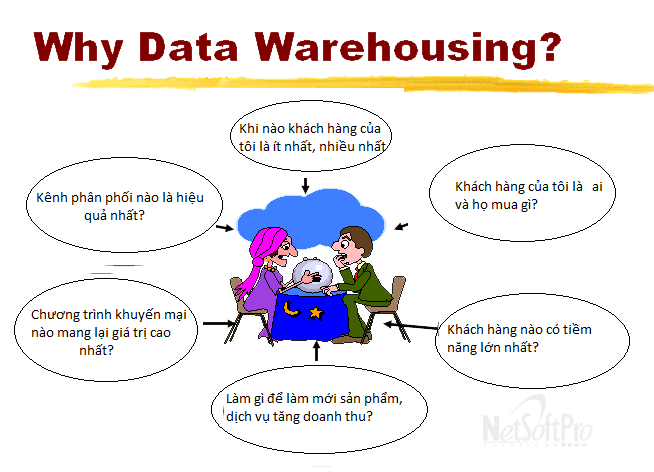 Why Data Warehousing?
Khi nào khách hàng của
tôi là ít nhất, nhiều nhất
Kênh phân phối nào là hiệu
quả nhất?
Khách hàng của tôi là ai
và họ mua gì?
Chương trình khuyến mại
nào mang lại giá trị cao
nhất?
Khách hàng nào có tiềm
năng lớn nhất?
Làm gì để làm mới sản phẩm,
dịch vụ tăng doanh thu?
NetSoftPro